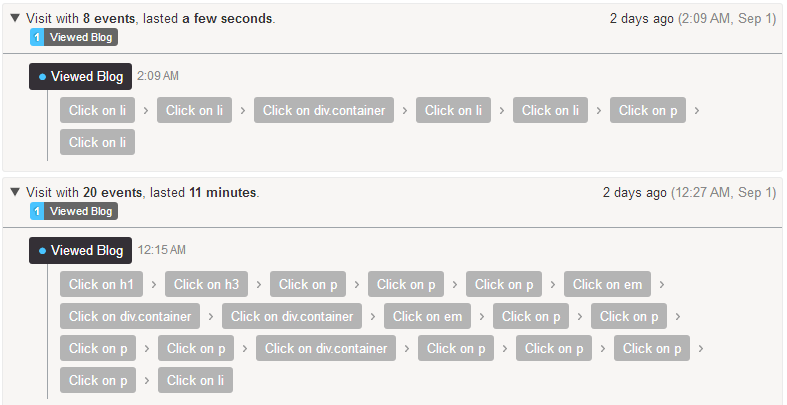 Visit with 8 events, lasted a few seconds. 2 days ago (2:09 AM, Sep 1)
1 Viewed Blog
Viewed Blog 2:09 AM
Click on li › Click on li › Click on div.container › Click on li › Click on li › Click on p ›
Click on li
Visit with 20 events, lasted 11 minutes. 2 days ago (12:27 AM, Sep 1)
1 Viewed Blog
Viewed Blog 12:15 AM
Click on h1 › Click on h3 › Click on p › Click on p › Click on p › Click on em ›
Click on div.container › Click on div.container › Click on em › Click on p › Click on p ›
Click on p › Click on p › Click on div.container › Click on p › Click on p › Click on p ›
Click on p › Click on li